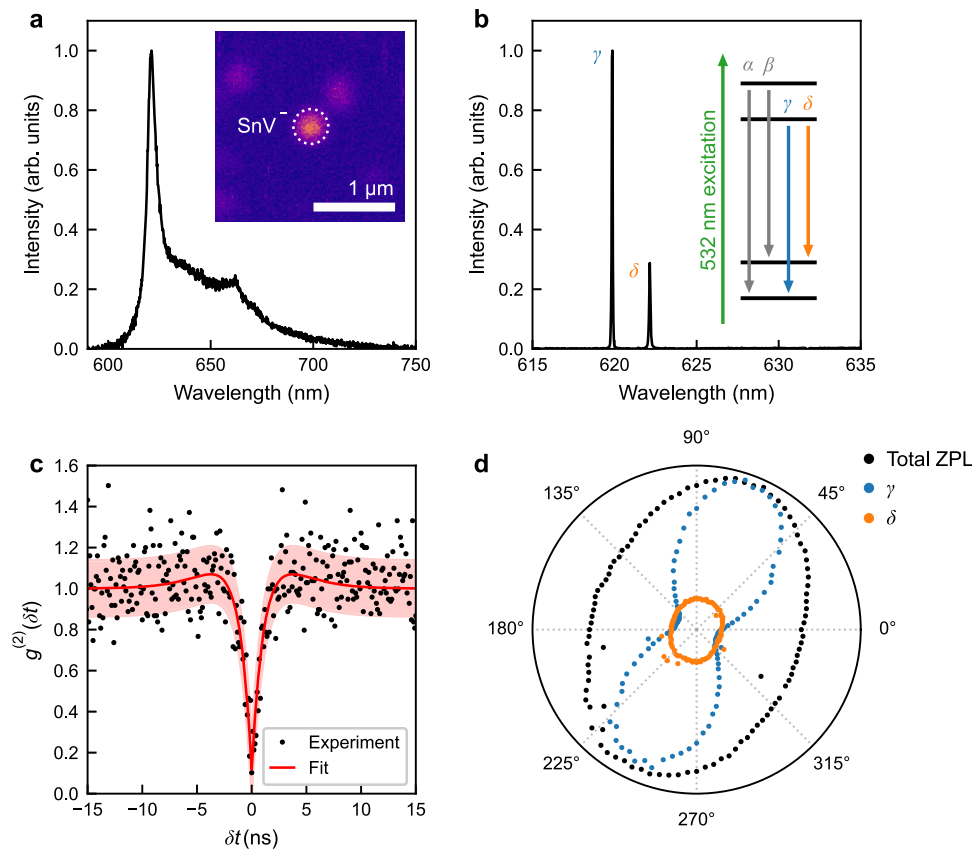 a
Intensity (arb. units)
1.0
0.8
0.6
0.4
0.2
0.0
600
650
700
750
Wavelength (nm)
SnV⁻
1 µm
b
Intensity (arb. units)
1.0
0.8
0.6
0.4
0.2
0.0
615
620
625
630
635
Wavelength (nm)
γ
δ
532 nm excitation
α
β
γ
δ
c
g⁽²⁾(δt)
1.6
1.4
1.2
1.0
0.8
0.6
0.4
0.2
0.0
−15
−10
−5
0
5
10
15
δt(ns)
Experiment
Fit
d
90°
135°
45°
180°
0°
225°
315°
270°
Total ZPL
γ
δ